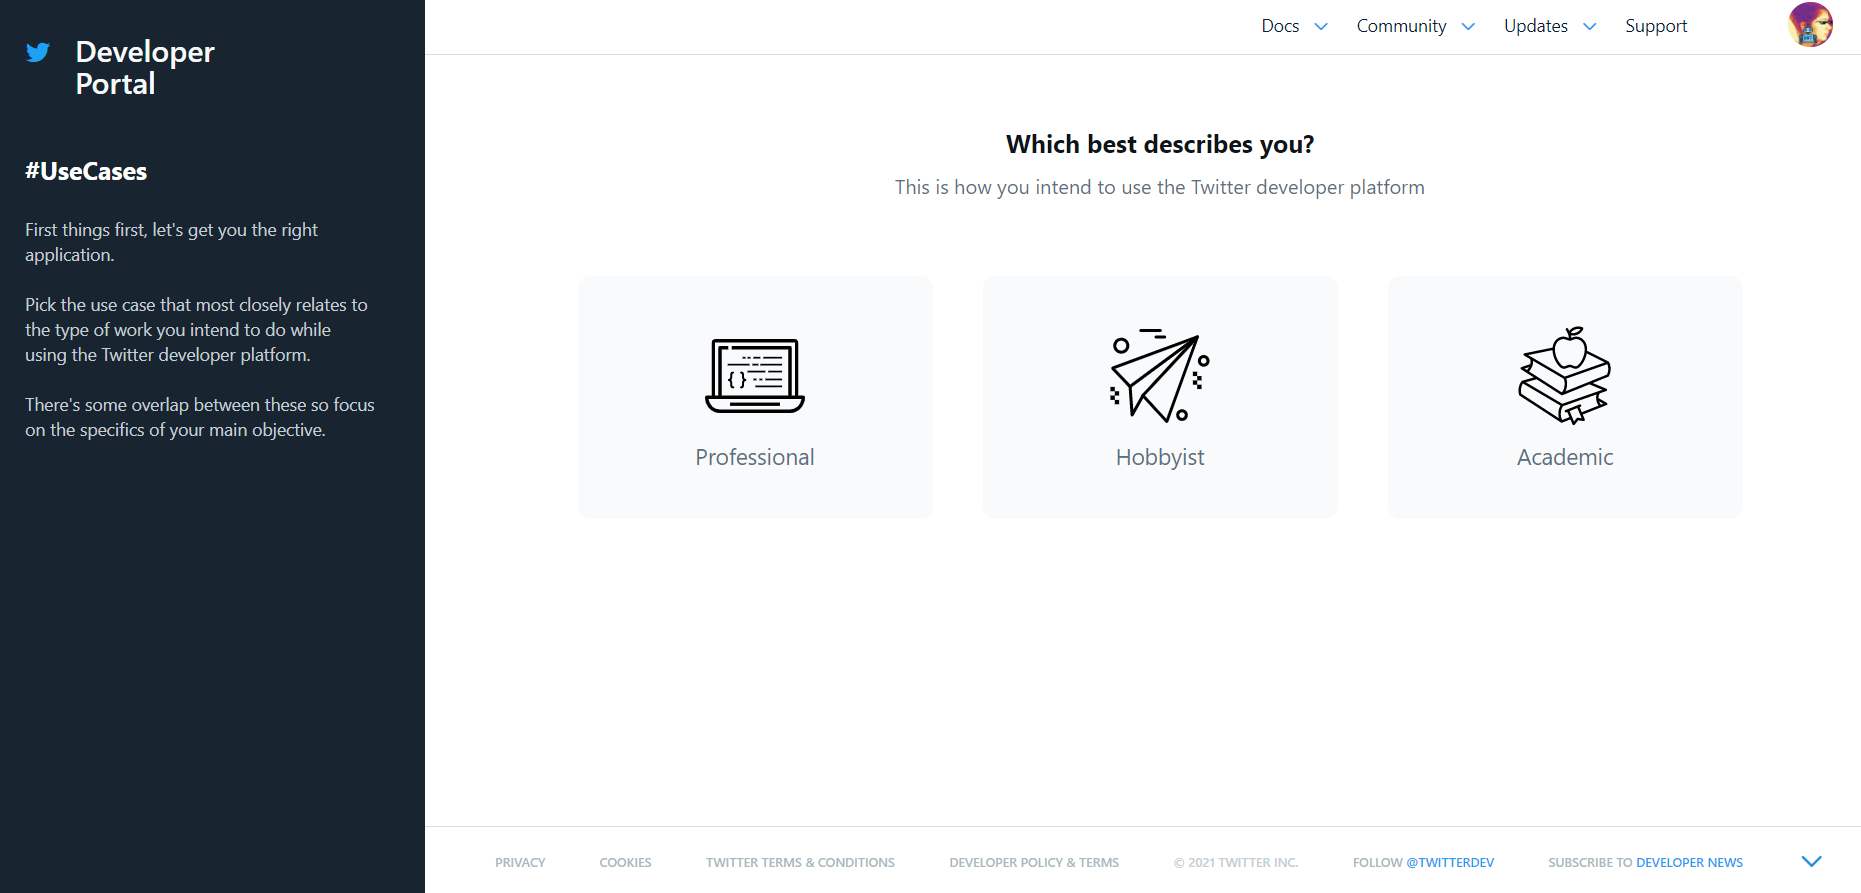 Developer
Portal
#UseCases
First things first, let's get you the right
application.
Pick the use case that most closely relates to
the type of work you intend to do while
using the Twitter developer platform.
There's some overlap between these so focus
on the specifics of your main objective.
Docs Community Updates Support
Which best describes you?
This is how you intend to use the Twitter developer platform
{ }
Professional
Hobbyist
Academic
PRIVACY COOKIES TWITTER TERMS & CONDITIONS DEVELOPER POLICY & TERMS © 2021 TWITTER INC. FOLLOW @TWITTERDEV SUBSCRIBE TO DEVELOPER NEWS